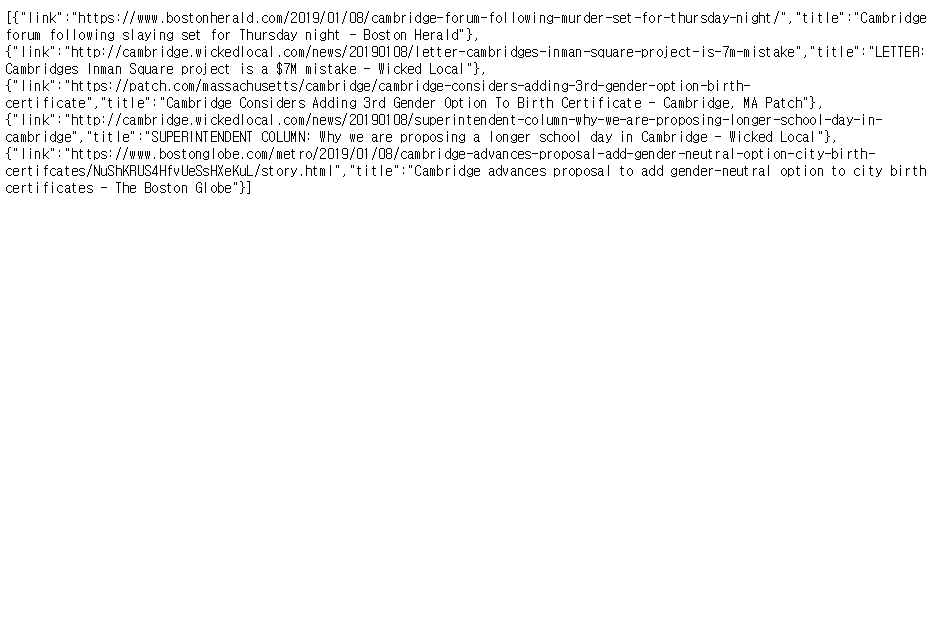 [{"link":"https://www.bostonherald.com/2019/01/08/cambridge-forum-following-murder-set-for-thursday-night/","title":"Cambridge
forum following slaying set for Thursday night - Boston Herald"},
{"link":"http://cambridge.wickedlocal.com/news/20190108/letter-cambridges-inman-square-project-is-7m-mistake","title":"LETTER:
Cambridges Inman Square project is a $7M mistake - Wicked Local"},
{"link":"https://patch.com/massachusetts/cambridge/cambridge-considers-adding-3rd-gender-option-birth-
certificate","title":"Cambridge Considers Adding 3rd Gender Option To Birth Certificate - Cambridge, MA Patch"},
{"link":"http://cambridge.wickedlocal.com/news/20190108/superintendent-column-why-we-are-proposing-longer-school-day-in-
cambridge","title":"SUPERINTENDENT COLUMN: Why we are proposing a longer school day in Cambridge - Wicked Local"},
{"link":"https://www.bostonglobe.com/metro/2019/01/08/cambridge-advances-proposal-add-gender-neutral-option-city-birth-
certifcates/NuShKRUS4HfvUeSsHXeKuL/story.html","title":"Cambridge advances proposal to add gender-neutral option to city birth
certificates - The Boston Globe"}]